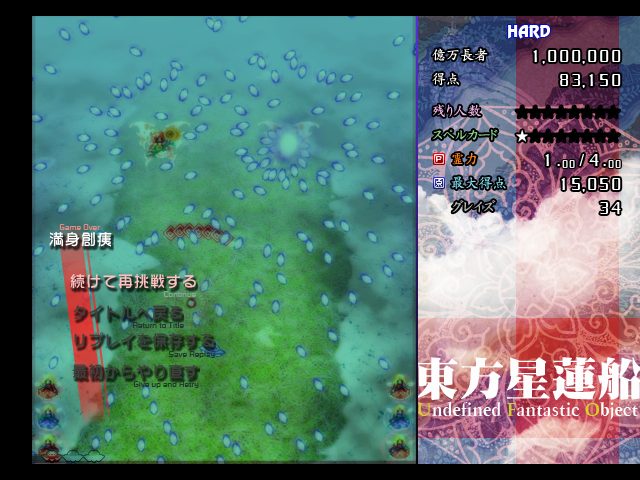 Game Over
満身創痍
続けて再挑戦する
Continue
タイトルへ戻る
Return to Title
リプレイを保存する
Save Replay
最初からやり直す
Give up and Retry
HARD
億万長者 1,000,000
得点 83,150
残り人数
スペルカード
P 霊力 1.00/4.00
最大得点 15,050
グレイズ 34
東方星蓮船
Undefined Fantastic Object